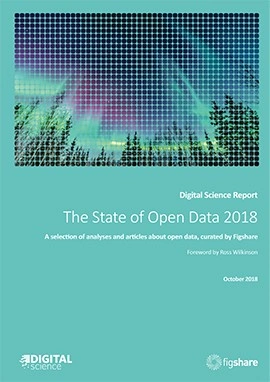 Digital Science Report
The State of Open Data 2018
A selection of analyses and articles about open data, curated by Figshare
Foreword by Ross Wilkinson
October 2018
DIGITAL
science
figshare